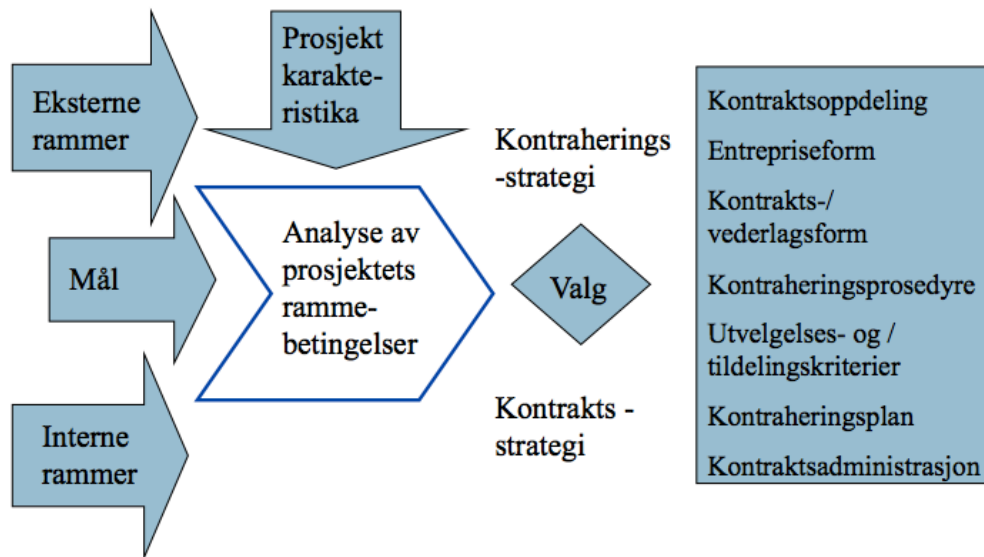 Eksterne
rammer
Prosjekt
karakte-
ristika
Mål
Interne
rammer
Analyse av
prosjektets
ramme-
betingelser
Kontraherings
-strategi
Valg
Kontrakts -
strategi
Kontraktsoppdeling
Entrepriseform
Kontrakts-/
vederlagsform
Kontraheringsprosedyre
Utvelgelses- og /
tildelingskriterier
Kontraheringsplan
Kontraktsadministrasjon